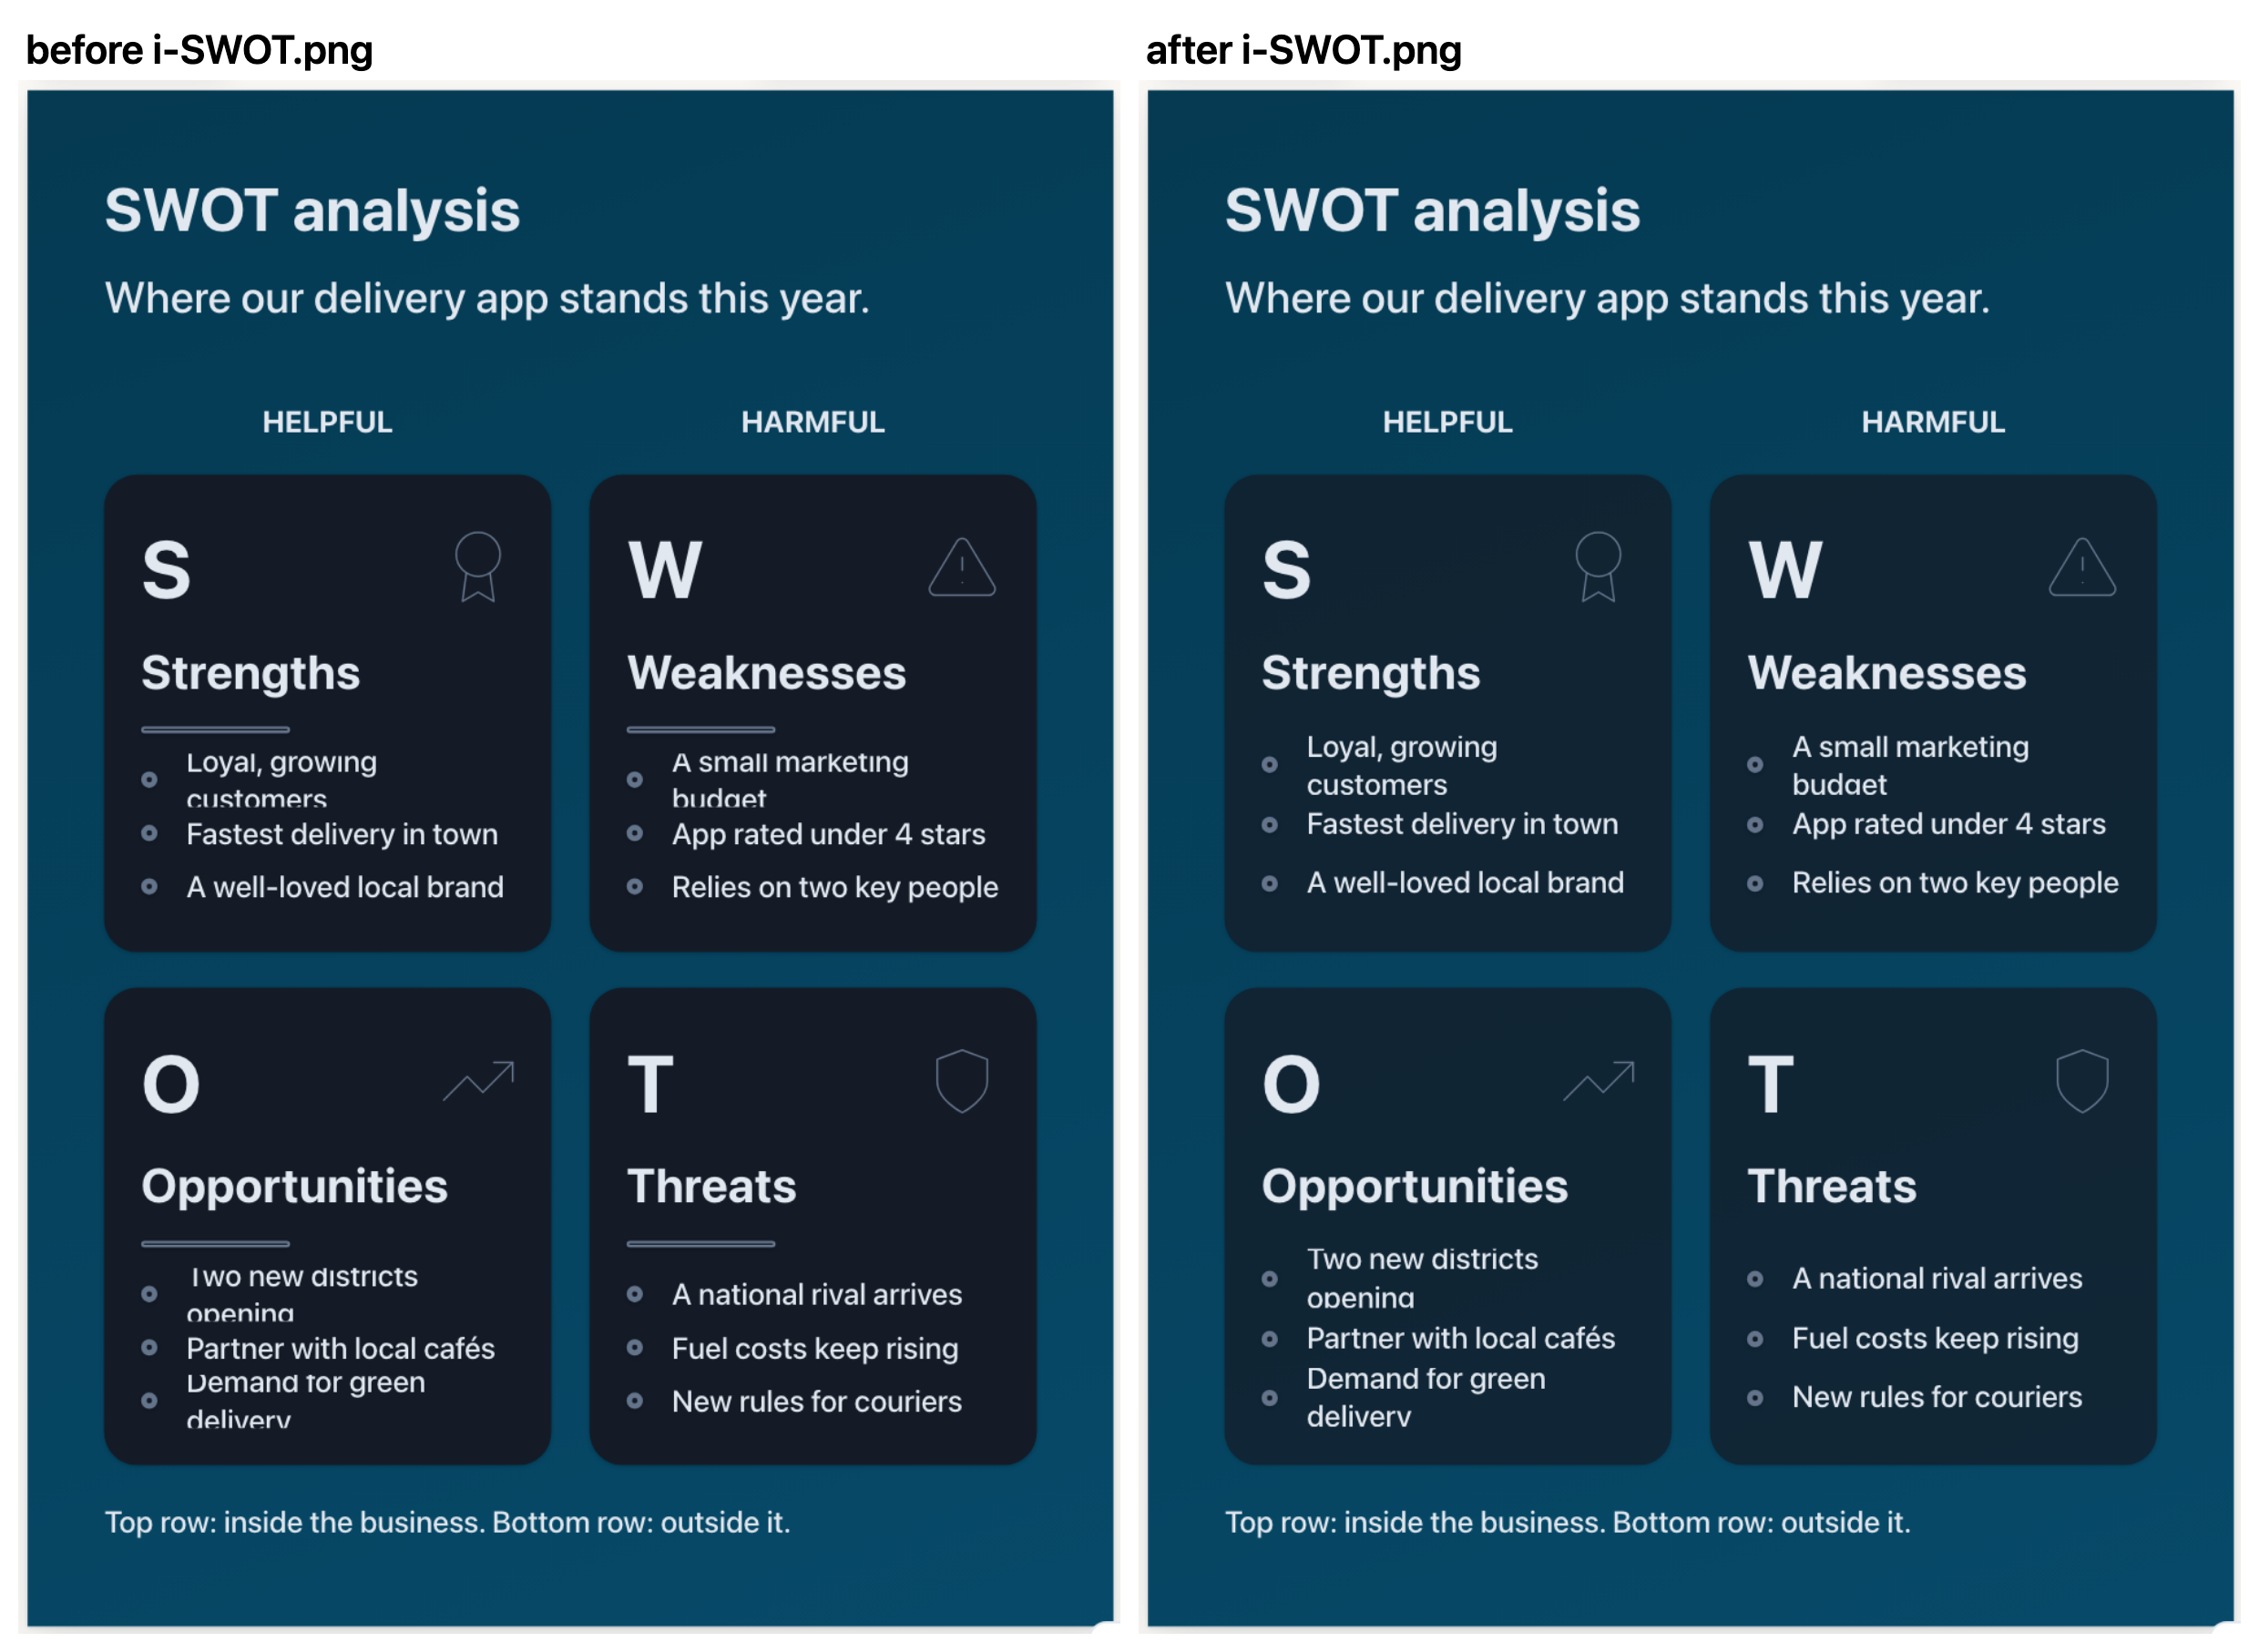 before i-SWOT.png
SWOT analysis
Where our delivery app stands this year.
HELPFUL
HARMFUL
S
W
Strengths
Weaknesses
Loyal, growing
customers
Fastest delivery in town
A well-loved local brand
A small marketing
budget
App rated under 4 stars
Relies on two key people
O
T
Opportunities
Threats
Two new districts
opening
Partner with local cafés
Demand for green
delivery
A national rival arrives
Fuel costs keep rising
New rules for couriers
Top row: inside the business. Bottom row: outside it.
after i-SWOT.png
SWOT analysis
Where our delivery app stands this year.
HELPFUL
HARMFUL
S
W
Strengths
Weaknesses
Loyal, growing
customers
Fastest delivery in town
A well-loved local brand
A small marketing
budget
App rated under 4 stars
Relies on two key people
O
T
Opportunities
Threats
Two new districts
opening
Partner with local cafés
Demand for green
delivery
A national rival arrives
Fuel costs keep rising
New rules for couriers
Top row: inside the business. Bottom row: outside it.